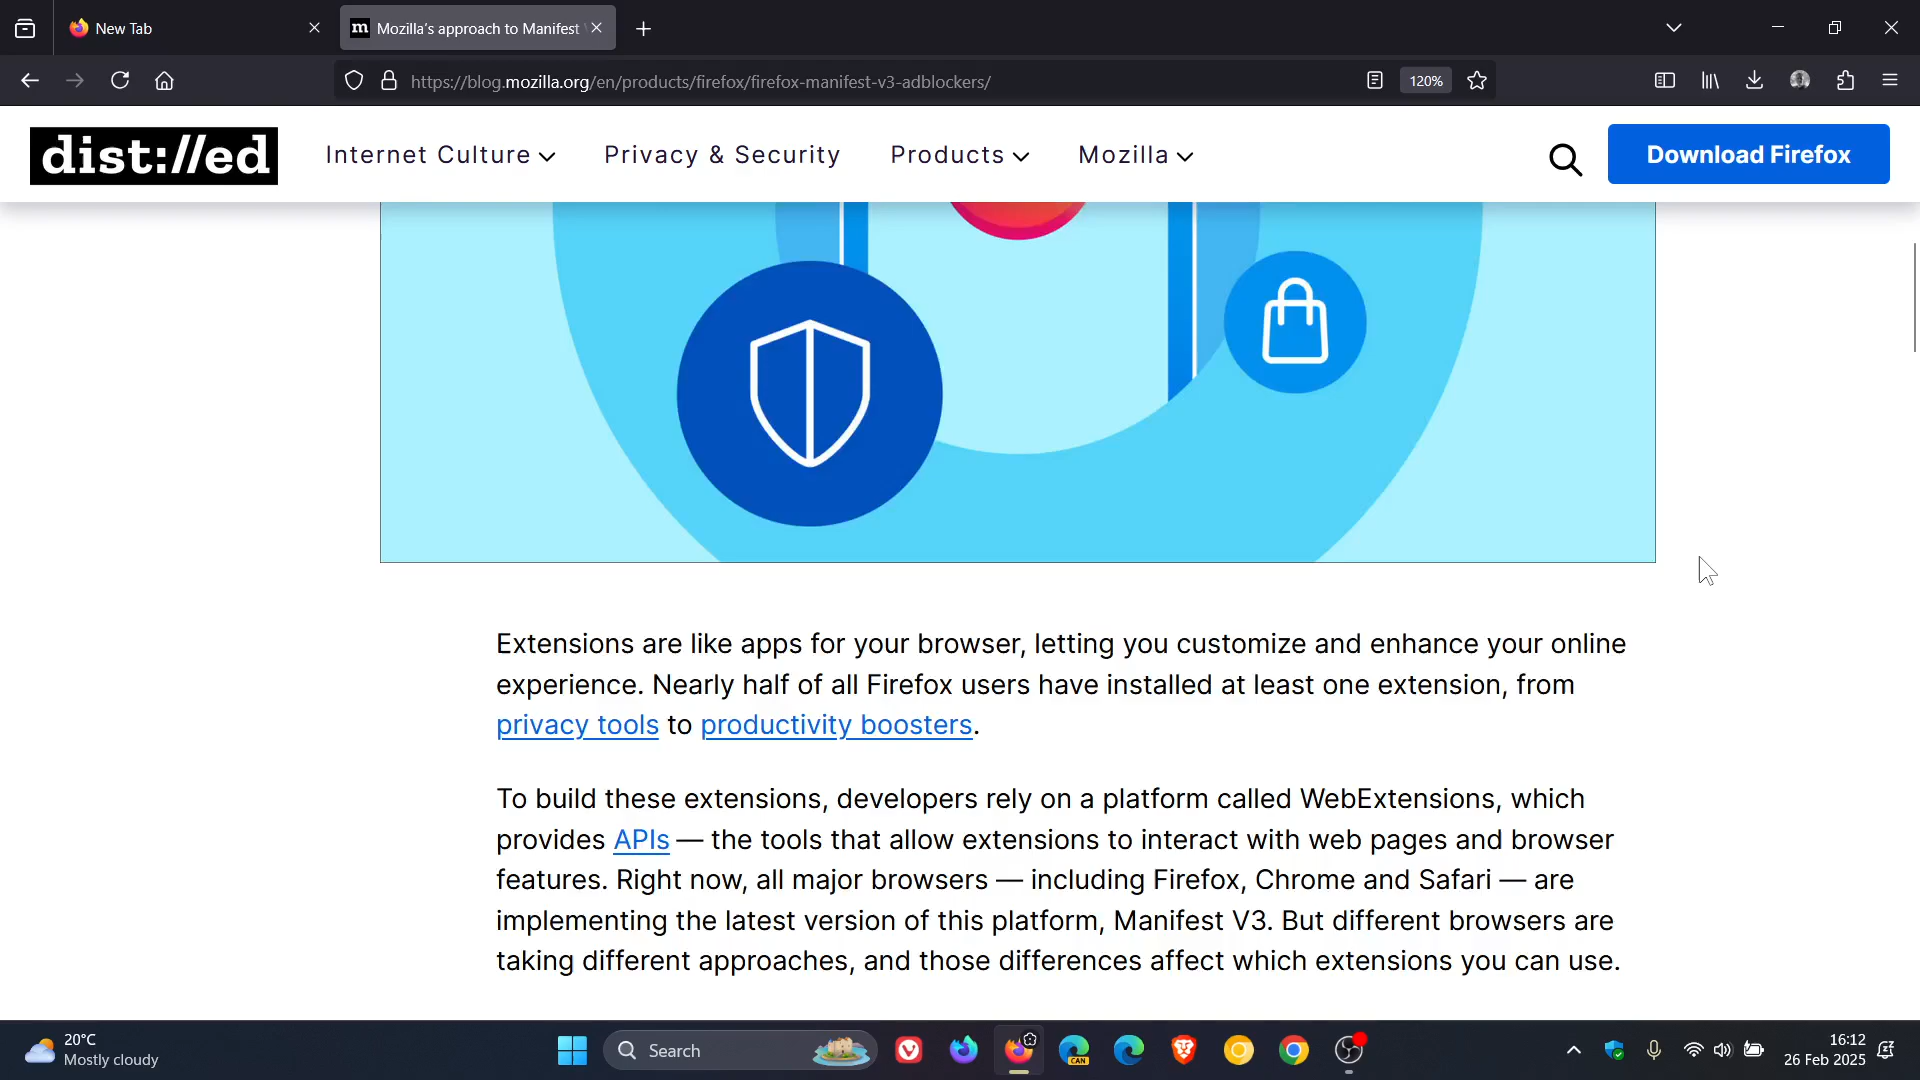 New Tab
Mozilla's approach to Manifest
https://blog.mozilla.org/en/products/firefox/firefox-manifest-v3-adblockers/
120%
dist://ed
Internet Culture
Privacy & Security
Products
Mozilla
Download Firefox
Extensions are like apps for your browser, letting you customize and enhance your online
experience. Nearly half of all Firefox users have installed at least one extension, from
privacy tools to productivity boosters.
To build these extensions, developers rely on a platform called WebExtensions, which
provides APIs — the tools that allow extensions to interact with web pages and browser
features. Right now, all major browsers — including Firefox, Chrome and Safari — are
implementing the latest version of this platform, Manifest V3. But different browsers are
taking different approaches, and those differences affect which extensions you can use.
20°C
Mostly cloudy
Search
CAN
16:12
26 Feb 2025